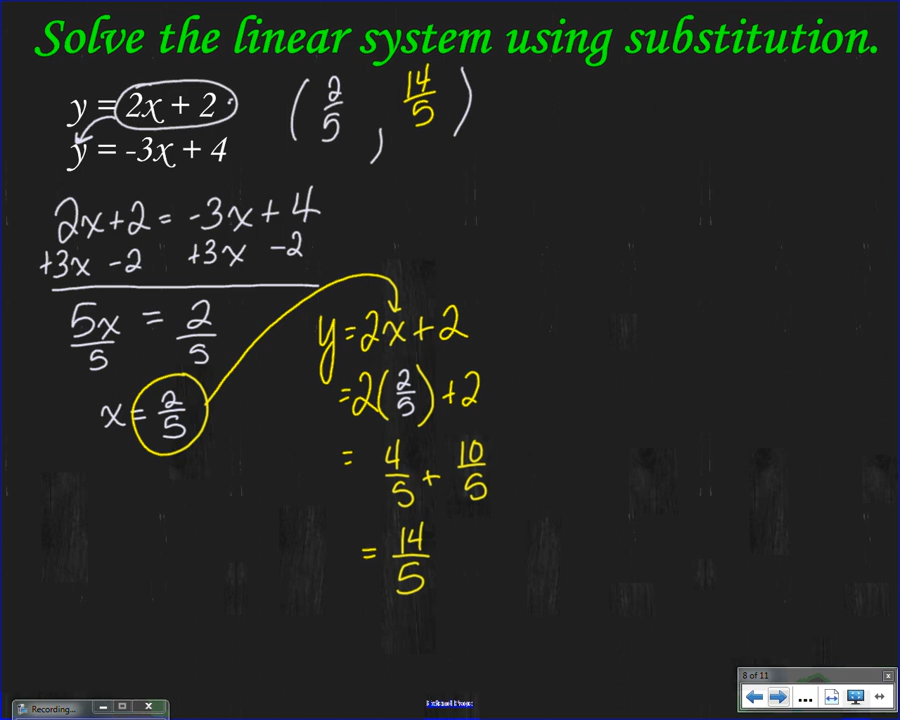 Solve the linear system using substitution.
y = 2x + 2
(2/5, 14/5)
y = -3x + 4
2x + 2 = -3x + 4
+3x -2 +3x -2
5x/5 = 2/5
x = 2/5
y = 2x + 2
= 2(2/5) + 2
= 4/5 + 10/5
= 14/5
8 of 11
x
...
Recording...